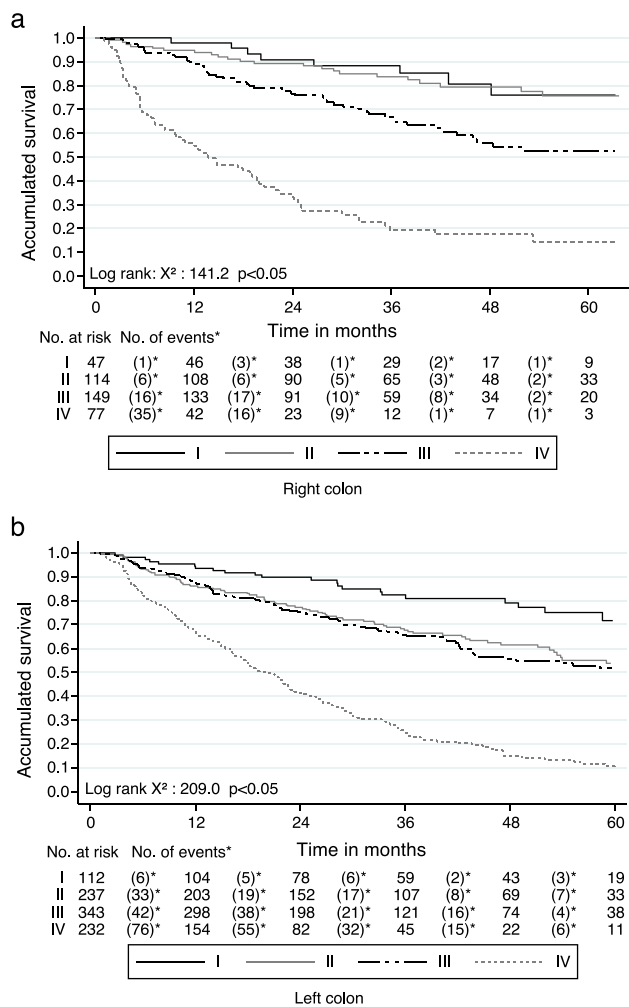 a
1.0
0.9
0.8
0.7
0.6
0.5
0.4
0.3
0.2
0.1
0.0
Accumulated survival
Log rank: X² : 141.2 p<0.05
0 12 24 36 48 60
Time in months
No. at risk No. of events*
I 47 (1)* 46 (3)* 38 (1)* 29 (2)* 17 (1)* 9
II 114 (6)* 108 (6)* 90 (5)* 65 (3)* 48 (2)* 33
III 149 (16)* 133 (17)* 91 (10)* 59 (8)* 34 (2)* 20
IV 77 (35)* 42 (16)* 23 (9)* 12 (1)* 7 (1)* 3
I II III IV
Right colon
b
1.0
0.9
0.8
0.7
0.6
0.5
0.4
0.3
0.2
0.1
0.0
Accumulated survival
Log rank X² : 209.0 p<0.05
0 12 24 36 48 60
No. at risk No. of events* Time in months
I 112 (6)* 104 (5)* 78 (6)* 59 (2)* 43 (3)* 19
II 237 (33)* 203 (19)* 152 (17)* 107 (8)* 69 (7)* 33
III 343 (42)* 298 (38)* 198 (21)* 121 (16)* 74 (4)* 38
IV 232 (76)* 154 (55)* 82 (32)* 45 (15)* 22 (6)* 11
I II III IV
Left colon